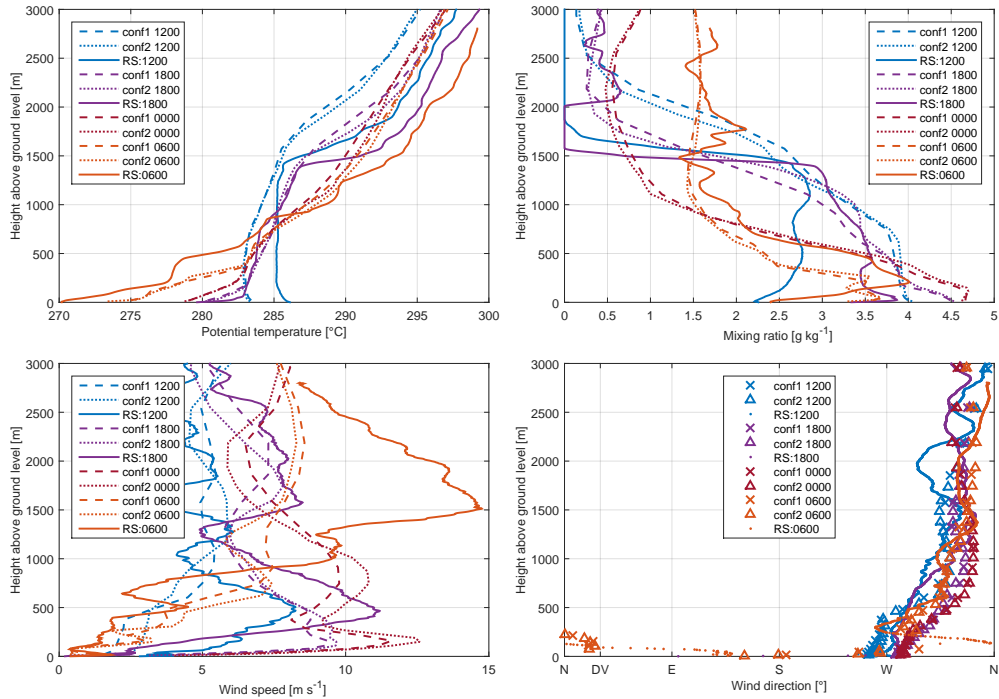 3000
2500
2000
1500
1000
500
0
Height above ground level [m]
conf1 1200
conf2 1200
RS:1200
conf1 1800
conf2 1800
RS:1800
conf1 0000
conf2 0000
conf1 0600
conf2 0600
RS:0600
270 275 280 285 290 295 300
Potential temperature [°C]
3000
2500
2000
1500
1000
500
0
Height above ground level [m]
conf1 1200
conf2 1200
RS:1200
conf1 1800
conf2 1800
RS:1800
conf1 0000
conf2 0000
conf1 0600
conf2 0600
RS:0600
0 0.5 1 1.5 2 2.5 3 3.5 4 4.5 5
Mixing ratio [g kg-1]
3000
2500
2000
1500
1000
500
0
Height above ground level [m]
conf1 1200
conf2 1200
RS:1200
conf1 1800
conf2 1800
RS:1800
conf1 0000
conf2 0000
conf1 0600
conf2 0600
RS:0600
0 5 10 15
Wind speed [m s-1]
3000
2500
2000
1500
1000
500
0
Height above ground level [m]
conf1 1200
conf2 1200
RS:1200
conf1 1800
conf2 1800
RS:1800
conf1 0000
conf2 0000
conf1 0600
conf2 0600
RS:0600
N DV E S W N
Wind direction [°]